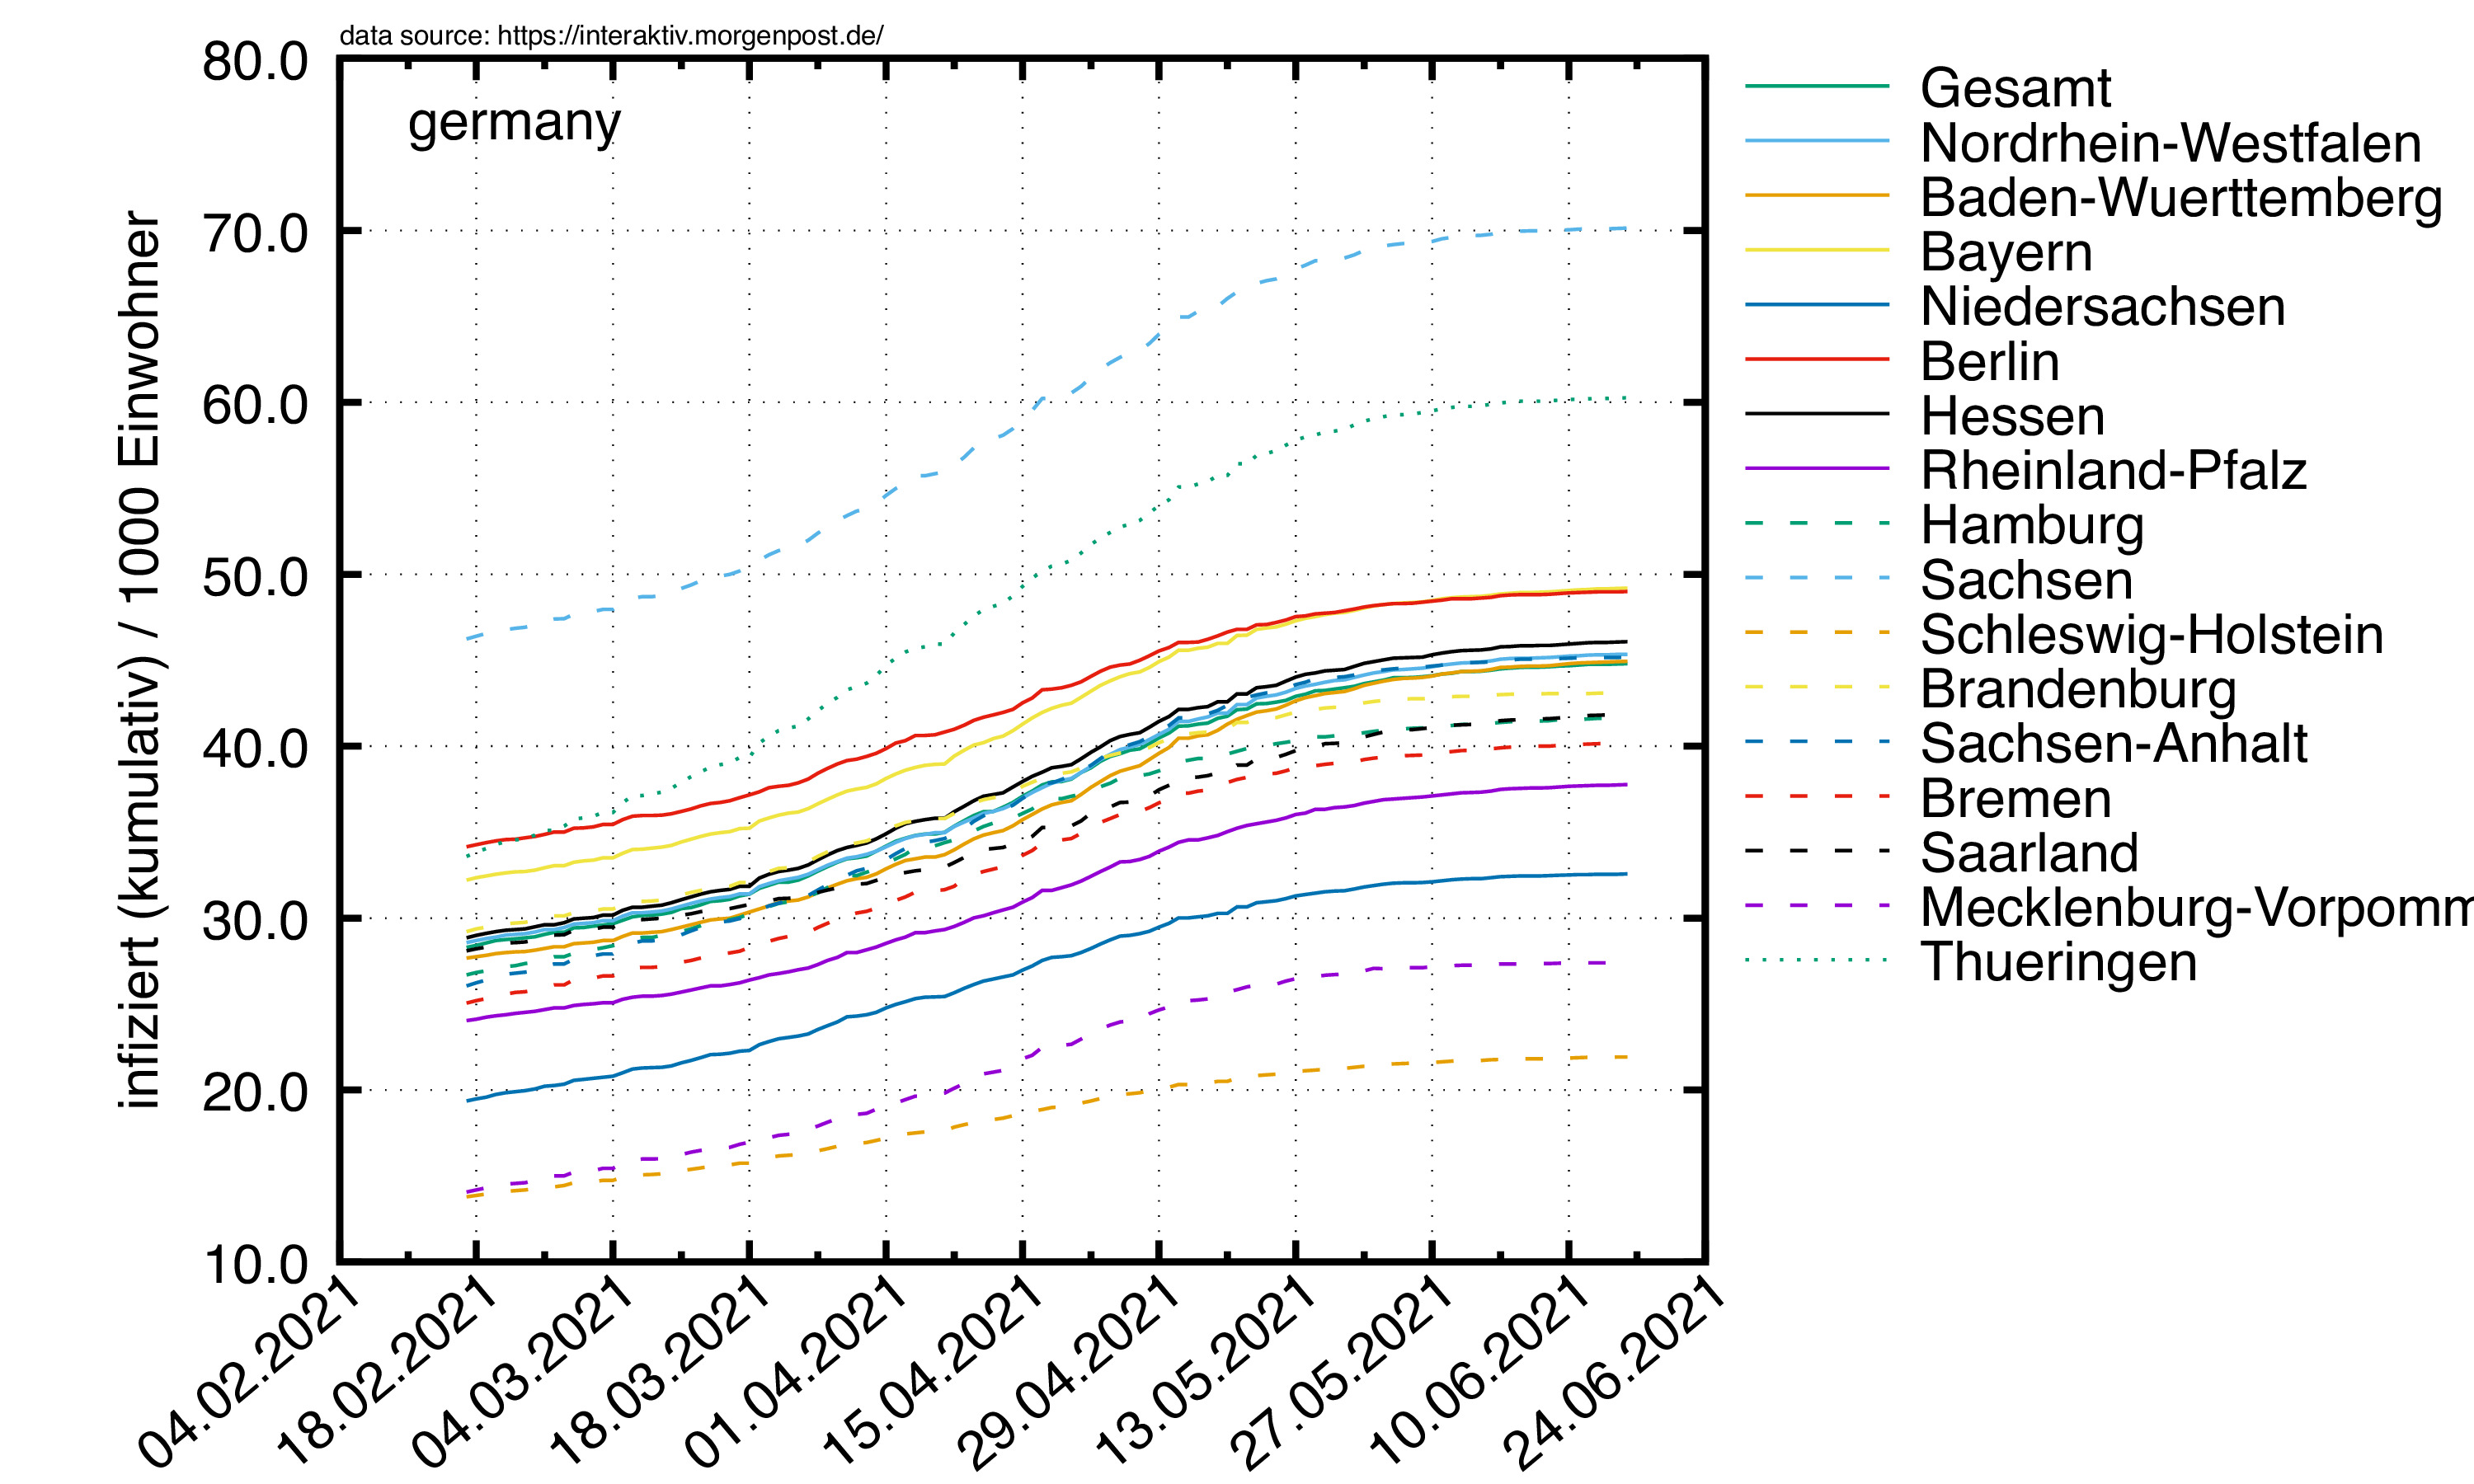 data source: https://interaktiv.morgenpost.de/
germany
infiziert (kumulativ) / 1000 Einwohner
80.0
70.0
60.0
50.0
40.0
30.0
20.0
10.0
04.02.2021
18.02.2021
04.03.2021
18.03.2021
01.04.2021
15.04.2021
29.04.2021
13.05.2021
27.05.2021
10.06.2021
24.06.2021
Gesamt
Nordrhein-Westfalen
Baden-Wuerttemberg
Bayern
Niedersachsen
Berlin
Hessen
Rheinland-Pfalz
Hamburg
Sachsen
Schleswig-Holstein
Brandenburg
Sachsen-Anhalt
Bremen
Saarland
Mecklenburg-Vorpomm
Thueringen